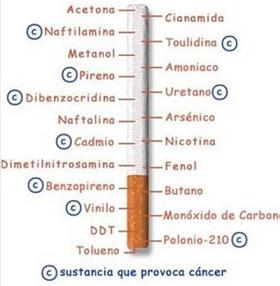 Acetona
Cianamida
© Naftilamina
Toulidina ©
Metanol
Amoniaco
© Pireno
Uretano ©
© Dibenzocridina
Arsénico
Naftalina
Nicotina
© Cadmio
Fenol
Dimetilnitrosamina
Butano
© Benzopireno
Monóxido de Carbono
© Vinilo
Polonio-210 ©
DDT
Tolueno
© sustancia que provoca cáncer